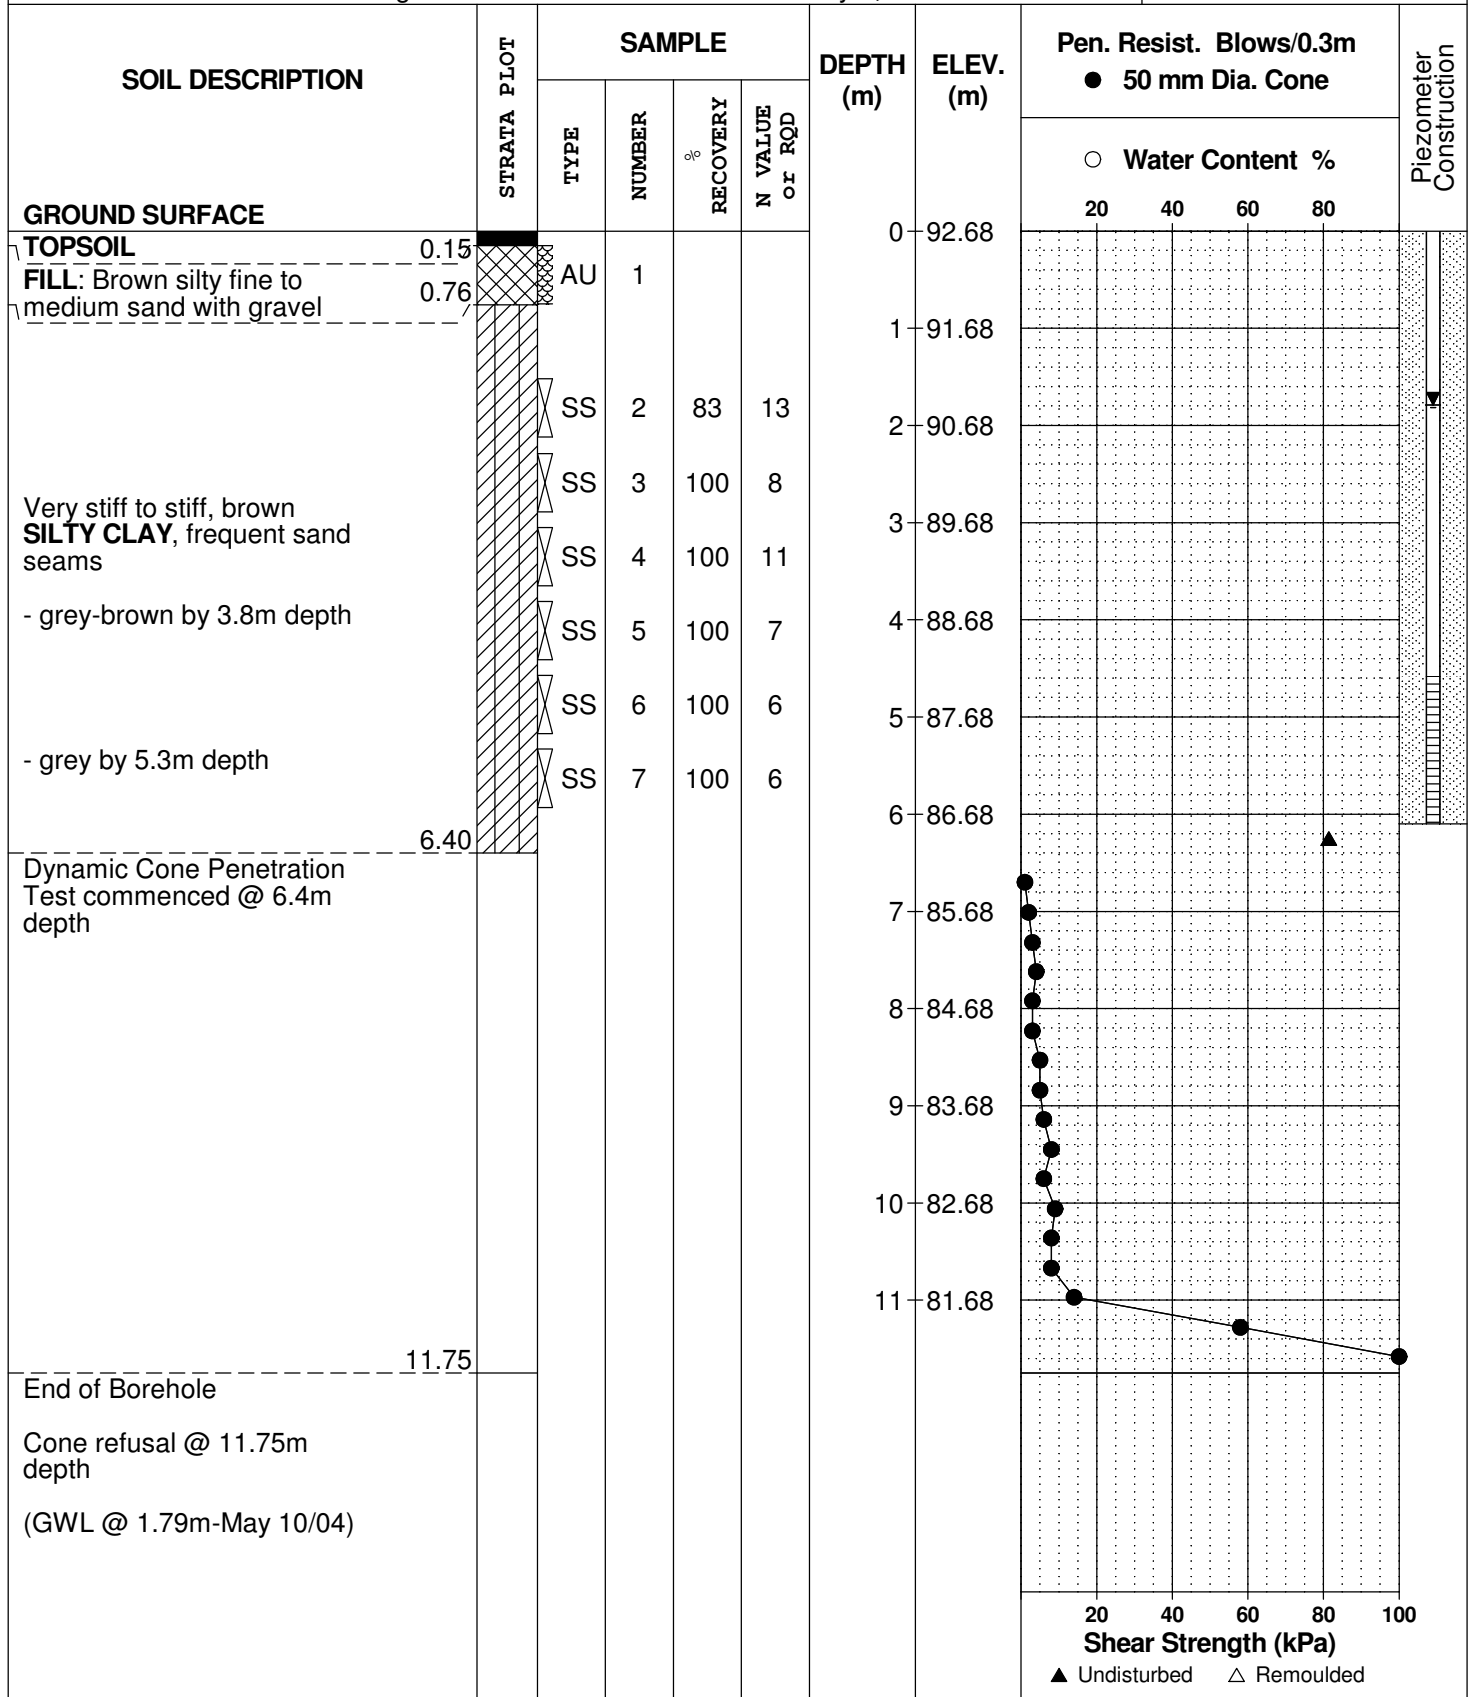 SOIL DESCRIPTION
STRATA PLOT
SAMPLE
TYPE
NUMBER
%
RECOVERY
N VALUE
or RQD
DEPTH
(m)
ELEV.
(m)
Pen. Resist. Blows/0.3m
● 50 mm Dia. Cone
○ Water Content %
20 40 60 80
Piezometer
Construction
GROUND SURFACE
0 92.68
TOPSOIL 0.15
FILL: Brown silty fine to
medium sand with gravel 0.76
AU 1
1 91.68
SS 2 83 13
2 90.68
SS 3 100 8
Very stiff to stiff, brown
SILTY CLAY, frequent sand
seams
3 89.68
SS 4 100 11
- grey-brown by 3.8m depth
4 88.68
SS 5 100 7
SS 6 100 6
5 87.68
- grey by 5.3m depth
SS 7 100 6
6 86.68
6.40
Dynamic Cone Penetration
Test commenced @ 6.4m
depth
7 85.68
8 84.68
9 83.68
10 82.68
11 81.68
11.75
End of Borehole
Cone refusal @ 11.75m
depth
(GWL @ 1.79m-May 10/04)
20 40 60 80 100
Shear Strength (kPa)
▲ Undisturbed △ Remoulded